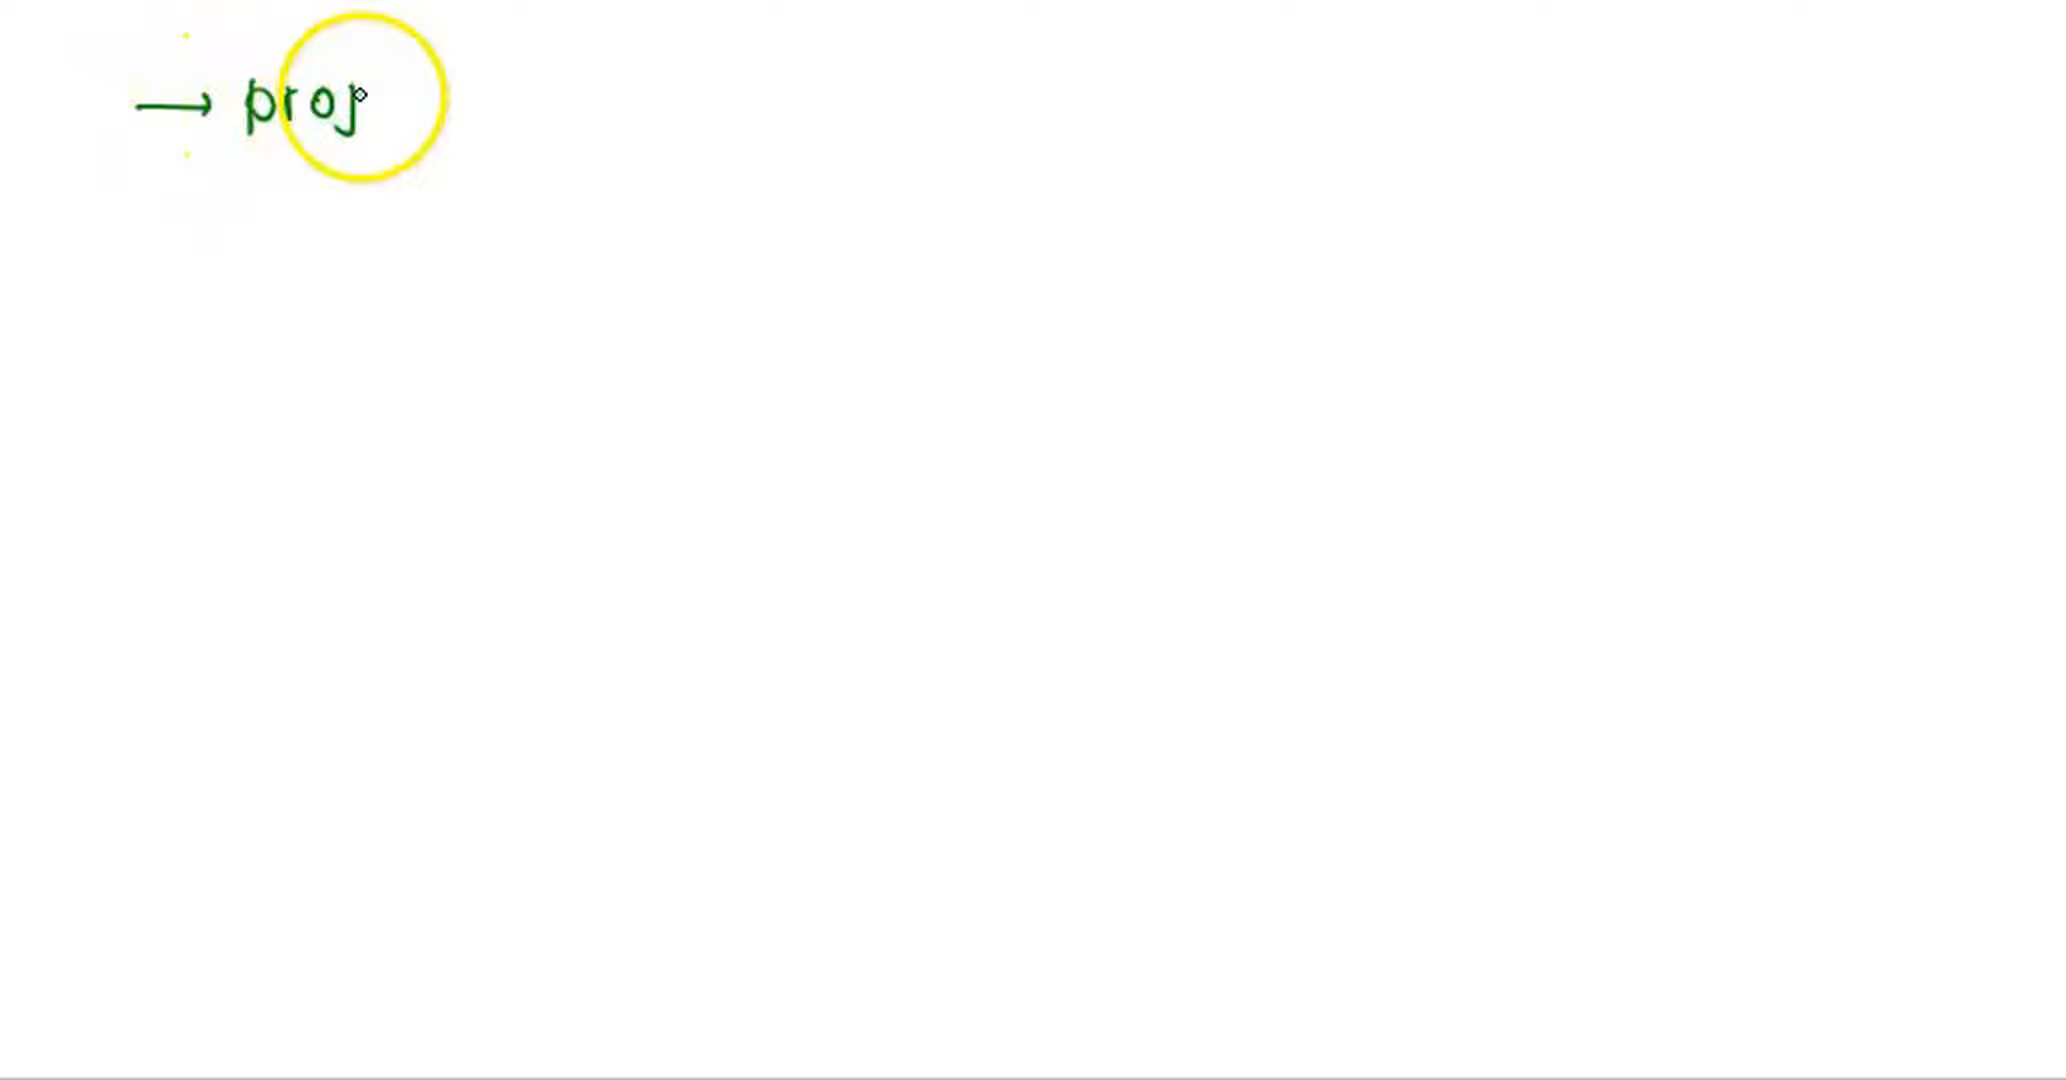 → proj